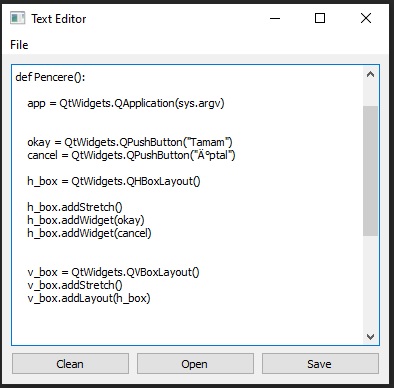 Text Editor
File
def Pencere():
app = QtWidgets.QApplication(sys.argv)
okay = QtWidgets.QPushButton("Tamam")
cancel = QtWidgets.QPushButton("Ä°ptal")
h_box = QtWidgets.QHBoxLayout()
h_box.addStretch()
h_box.addWidget(okay)
h_box.addWidget(cancel)
v_box = QtWidgets.QVBoxLayout()
v_box.addStretch()
v_box.addLayout(h_box)
Clean Open Save